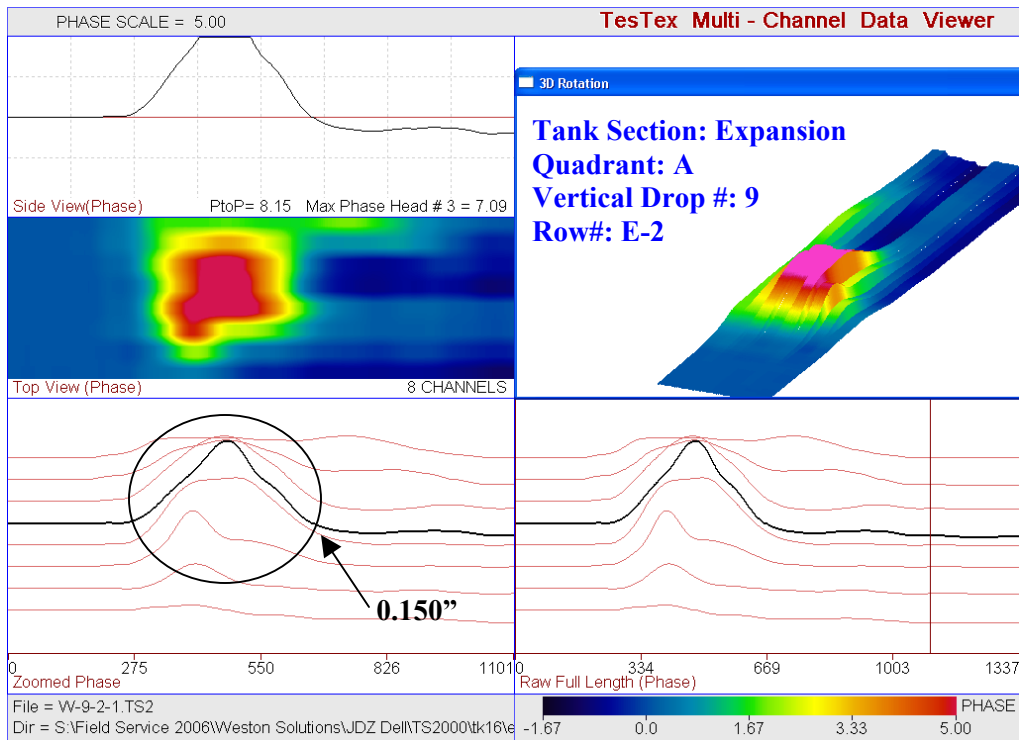 PHASE SCALE = 5.00
TesTex Multi - Channel Data Viewer
3D Rotation
Tank Section: Expansion
Quadrant: A
Vertical Drop #: 9
Row#: E-2
Side View(Phase) PtoP= 8.15 Max Phase Head # 3 = 7.09
Top View (Phase) 8 CHANNELS
0.150”
0 275 550 826 1101
Zoomed Phase
0 334 669 1003 1337
Raw Full Length (Phase)
File = W-9-2-1.TS2
Dir = S:\Field Service 2006\Weston Solutions\JDZ Dell\TS2000\tk16\e
PHASE
-1.67 0.0 1.67 3.33 5.00